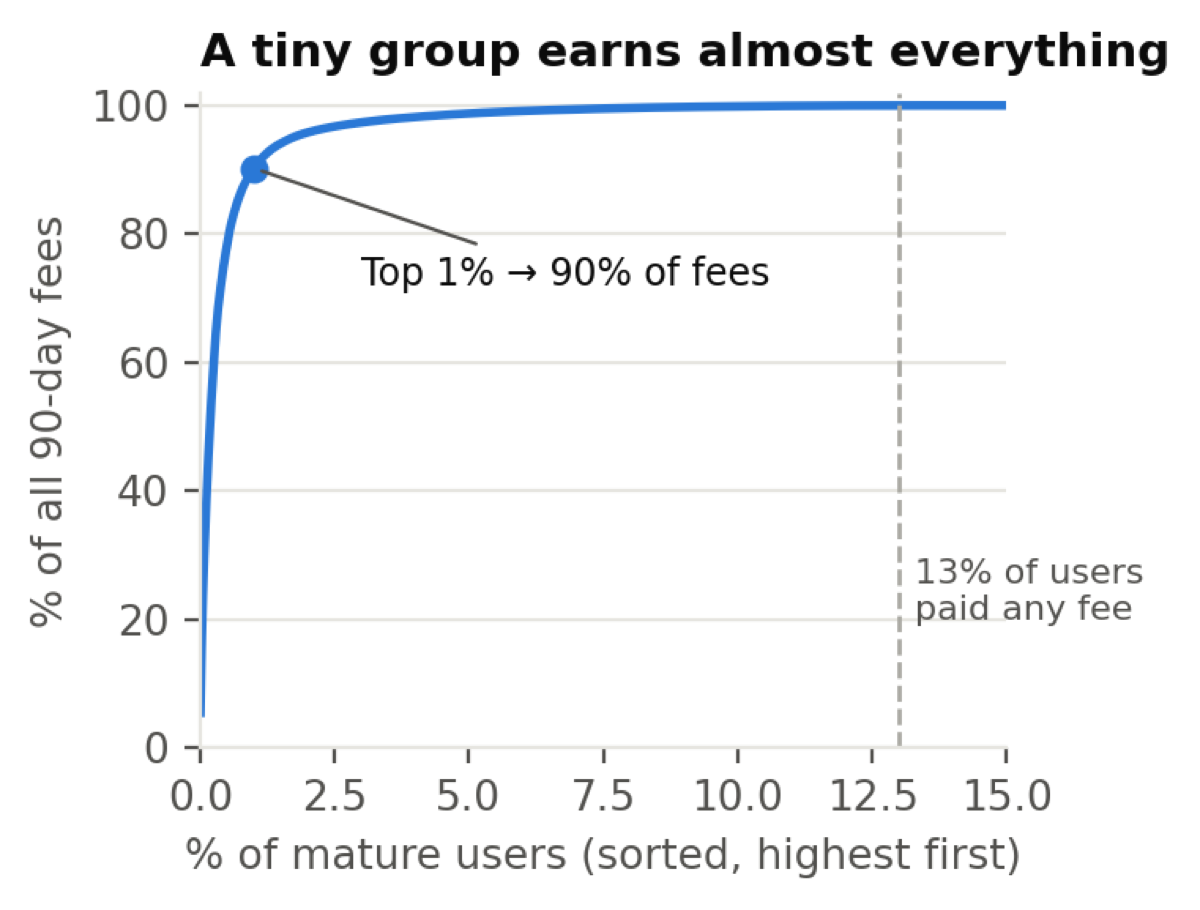 A tiny group earns almost everything
100
80
60
40
20
0
% of all 90-day fees
Top 1% → 90% of fees
13% of users
paid any fee
0.0 2.5 5.0 7.5 10.0 12.5 15.0
% of mature users (sorted, highest first)